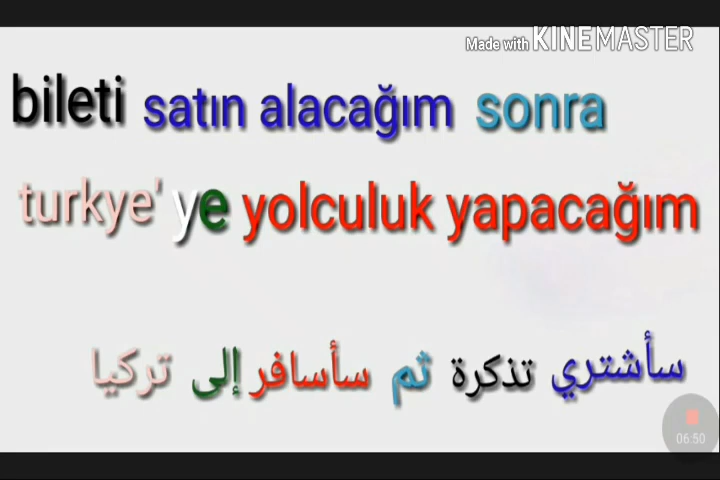 Made with KINEMASTER
bileti satın alacağım sonra
turkye' ye yolculuk yapacağım
سأشتري تذكرة ثم سأسافر إلى تركيا
06:50